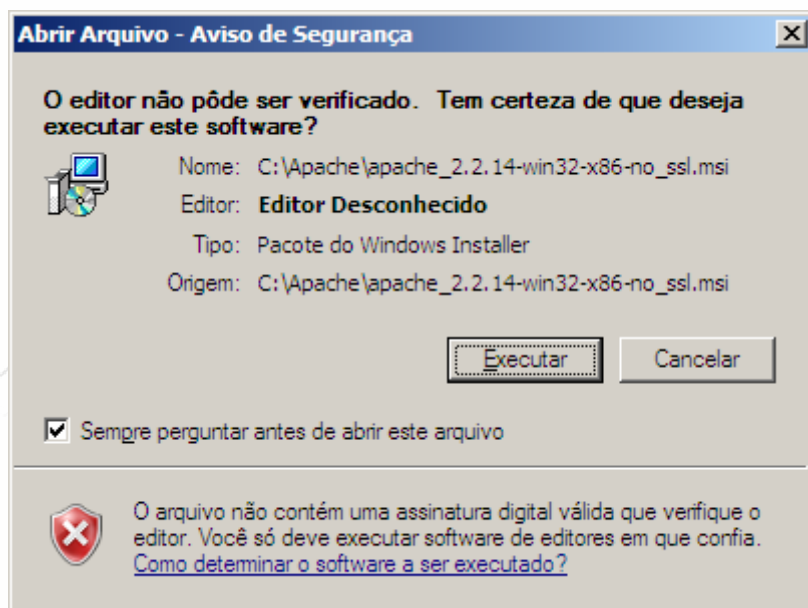 Abrir Arquivo - Aviso de Segurança
O editor não pôde ser verificado. Tem certeza de que deseja
executar este software?
Nome: C:\Apache\apache_2.2.14-win32-x86-no_ssl.msi
Editor: Editor Desconhecido
Tipo: Pacote do Windows Installer
Origem: C:\Apache\apache_2.2.14-win32-x86-no_ssl.msi
Executar Cancelar
Sempre perguntar antes de abrir este arquivo
O arquivo não contém uma assinatura digital válida que verifique o
editor. Você só deve executar software de editores em que confia.
Como determinar o software a ser executado?